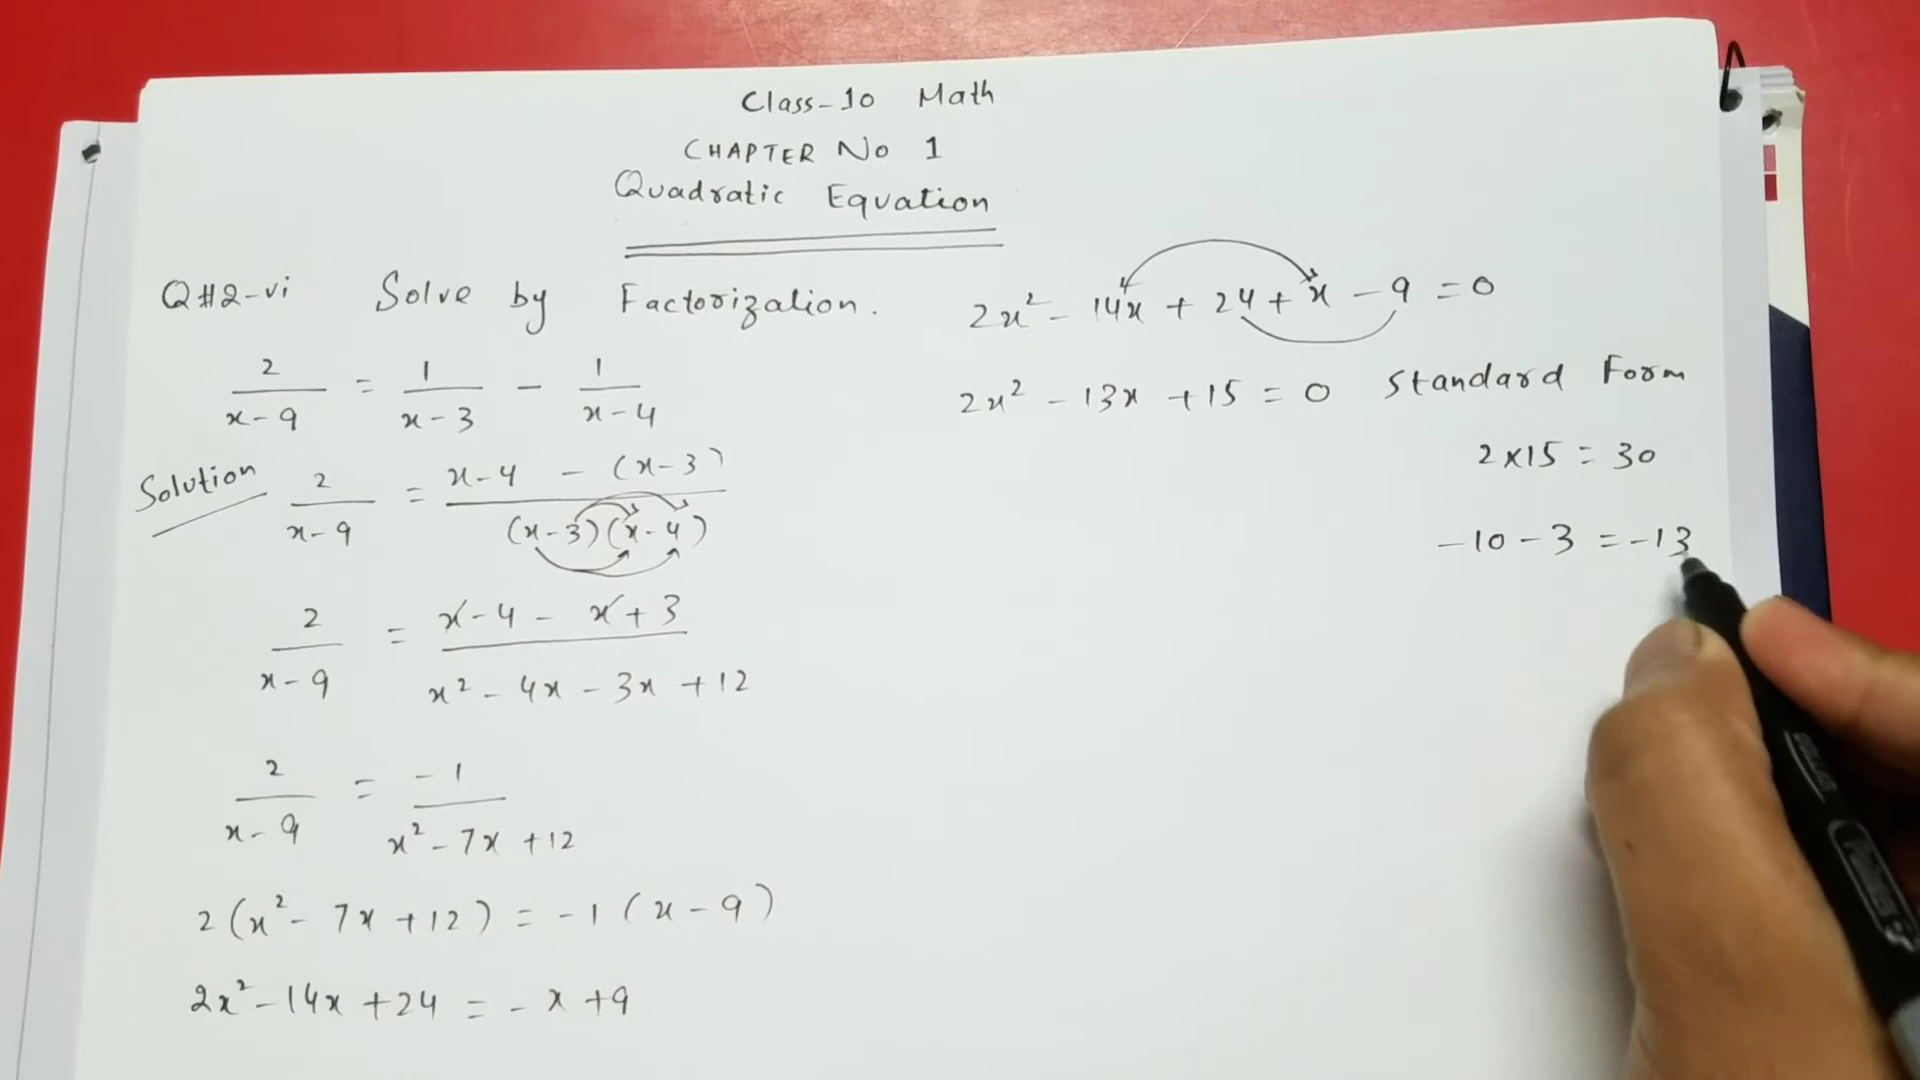 Class-10 Math
CHAPTER No 1
Quadratic Equation
Q#2-vi Solve by Factorization.
2/(x-9) = 1/(x-3) - 1/(x-4)
Solution 2/(x-9) = (x-4 - (x-3))/((x-3)(x-4))
2/(x-9) = (x-4 - x+3)/(x² - 4x - 3x + 12)
2/(x-9) = -1/(x² - 7x + 12)
2(x² - 7x + 12) = -1(x - 9)
2x² - 14x + 24 = - x + 9
2x² - 14x + 24 + x - 9 = 0
2x² - 13x + 15 = 0 Standard Form
2×15 = 30
-10 - 3 = -13